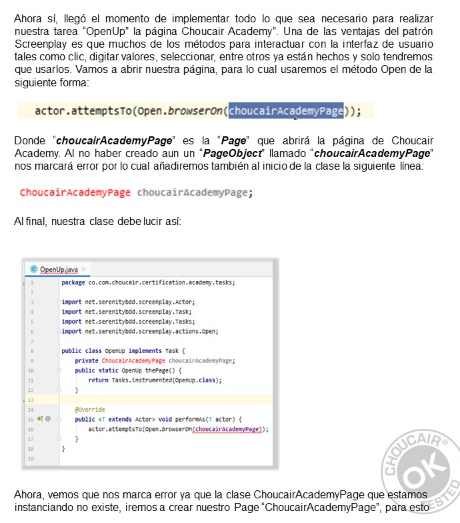 Ahora sí, llegó el momento de implementar todo lo que sea necesario para realizar
nuestra tarea "OpenUp" la página Choucair Academy". Una de las ventajas del patrón
Screenplay es que muchos de los métodos para interactuar con la interfaz de usuario
tales como clic, digitar valores, seleccionar, entre otros ya están hechos y solo tendremos
que usarlos. Vamos a abrir nuestra página, para lo cual usaremos el método Open de la
siguiente forma:
actor.attemptsTo(Open.browserOn(choucairAcademyPage));
Donde "choucairAcademyPage" es la "Page" que abrirá la página de Choucair
Academy. Al no haber creado aun un "PageObject" llamado "choucairAcademyPage"
nos marcará error por lo cual añadiremos también al inicio de la clase la siguiente línea:
ChoucairAcademyPage choucairAcademyPage;
Al final, nuestra clase debe lucir así:
OpenUp.java ×
1 package co.com.choucair.certification.academy.tasks;
2
3 import net.serenitybdd.screenplay.Actor;
4 import net.serenitybdd.screenplay.Task;
5 import net.serenitybdd.screenplay.Tasks;
6 import net.serenitybdd.screenplay.actions.Open;
7
8 public class OpenUp implements Task {
9 private ChoucairAcademyPage choucairAcademyPage;
10 public static OpenUp thePage() {
11 return Tasks.instrumented(OpenUp.class);
12 }
13
14 @Override
15 public <T extends Actor> void performAs(T actor) {
16 actor.attemptsTo(Open.browserOn(choucairAcademyPage));
17 }
18 }
19
CHOUCAIR®
OK
TESTED
Ahora, vemos que nos marca error ya que la clase ChoucairAcademyPage que estamos
instanciando no existe, iremos a crear nuestro Page "ChoucairAcademyPage", para esto